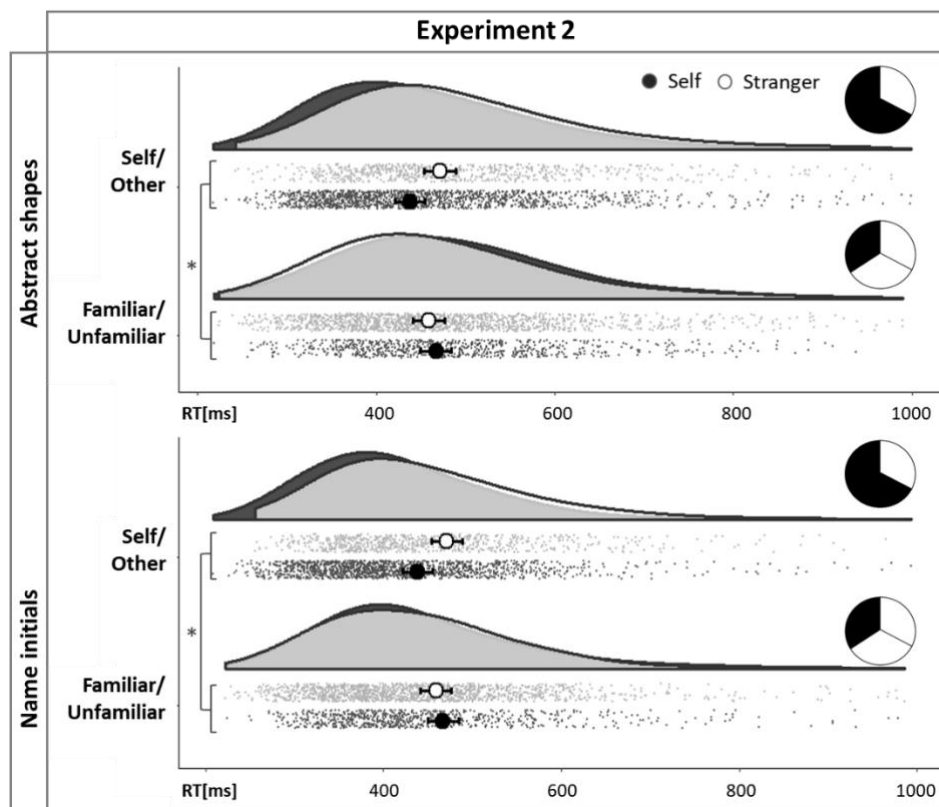 Experiment 2
Abstract shapes
Self
Stranger
Self/
Other
*
Familiar/
Unfamiliar
RT[ms] 400 600 800 1000
Name initials
Self/
Other
*
Familiar/
Unfamiliar
RT[ms] 400 600 800 1000